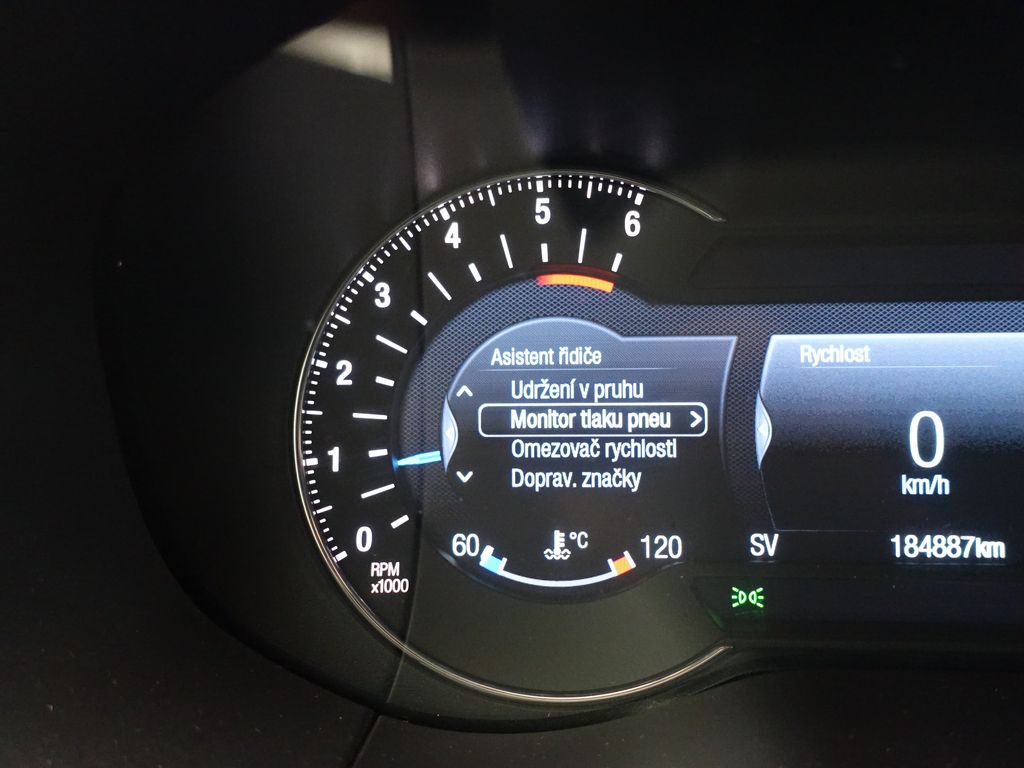 6
5
4
3
2
1
0
RPM
x1000
Asistent řidiče
Udržení v pruhu
Monitor tlaku pneu >
Omezovač rychlosti
Doprav. značky
60 °C 120
Rychlost
0
km/h
SV 184887km